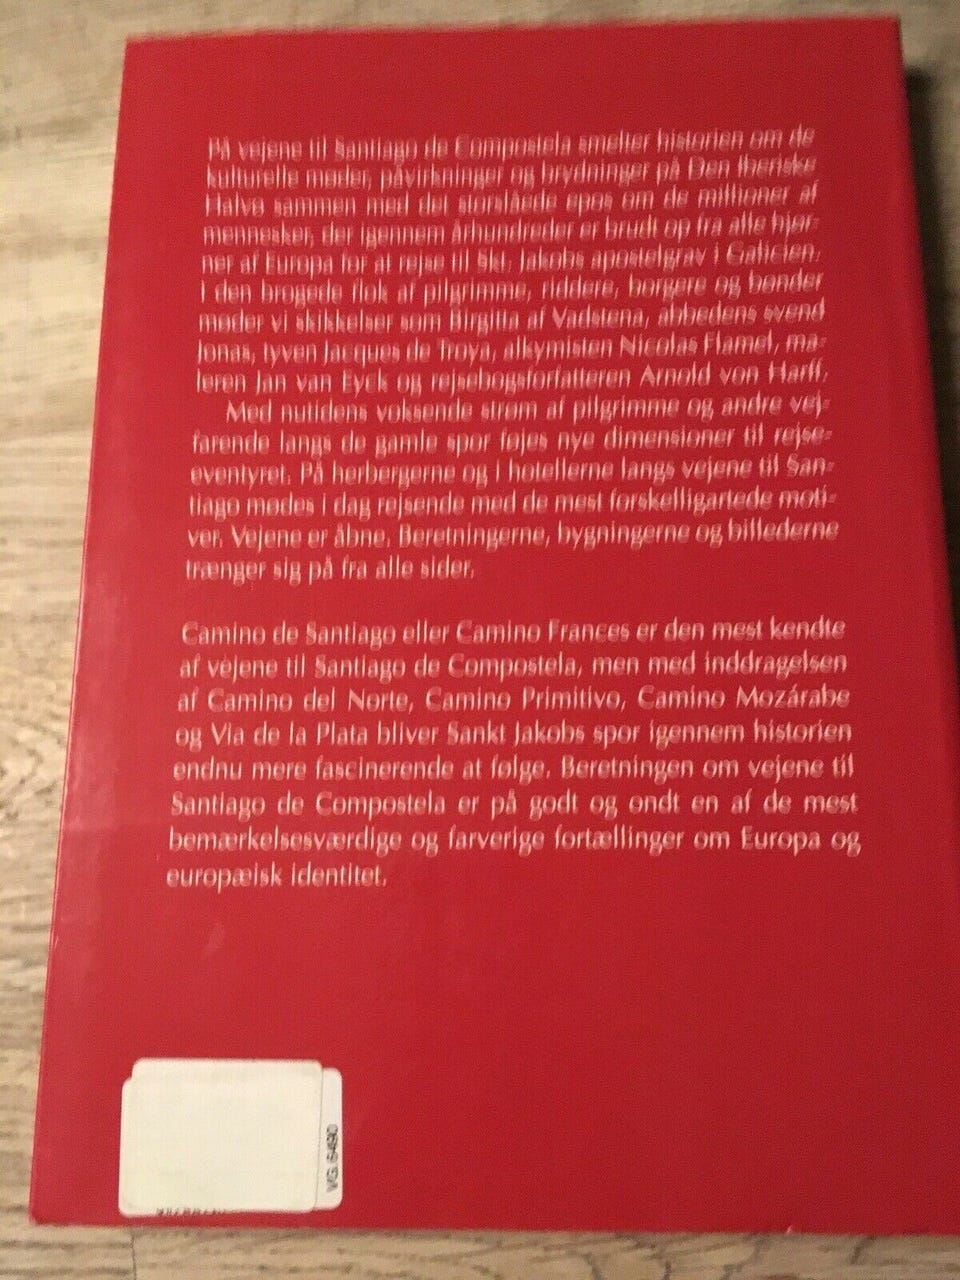 På vejene til Santiago de Compostela smelter historien om de
kulturelle møder, påvirkninger og brydninger på Den Iberiske
Halvø sammen med det storslåede epos om de millioner af
mennesker, der igennem århundreder er brudt op fra alle hjør-
ner af Europa for at rejse til Skt. Jakobs apostelgrav i Galicien.
I den brogede flok af pilgrimme, riddere, borgere og bønder
møder vi skikkelser som Birgitta af Vadstena, abbedens svend
Jonas, tyven Jacques de Troya, alkymisten Nicolas Flamel, ma-
leren Jan van Eyck og rejsebogsforfatteren Arnold von Harff.
Med nutidens voksende strøm af pilgrimme og andre vej-
farende langs de gamle spor føjes nye dimensioner til rejse-
eventyret. På herbergerne og i hotellerne langs vejene til San-
tiago mødes i dag rejsende med de mest forskelligartede moti-
ver. Vejene er åbne. Beretningerne, bygningerne og billederne
trænger sig på fra alle sider.
Camino de Santiago eller Camino Frances er den mest kendte
af vejene til Santiago de Compostela, men med inddragelsen
af Camino del Norte, Camino Primitivo, Camino Mozárabe
og Via de la Plata bliver Sankt Jakobs spor igennem historien
endnu mere fascinerende at følge. Beretningen om vejene til
Santiago de Compostela er på godt og ondt en af de mest
bemærkelsesværdige og farverige fortællinger om Europa og
europæisk identitet.
VG. 6490